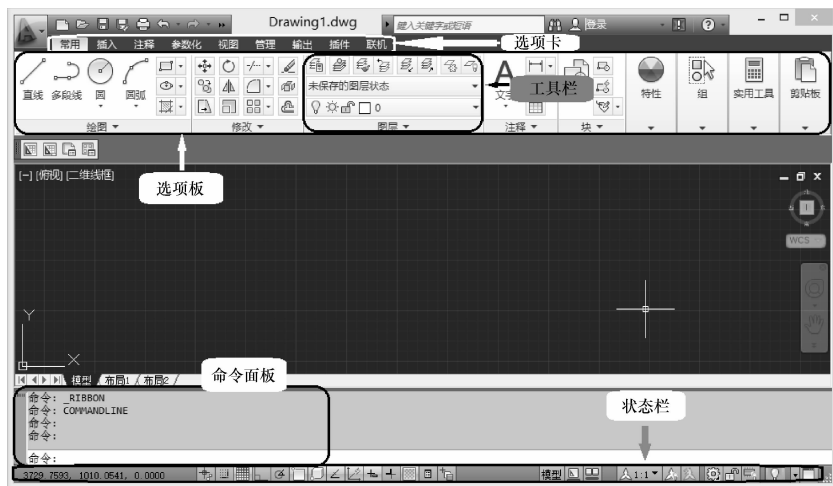 Drawing1.dwg
键入关键字或短语
登录
常用 插入 注释 参数化 视图 管理 输出 插件 联机
选项卡
直线 多段线 圆 圆弧
未保存的图层状态
0
工具栏
特性
组
实用工具
剪贴板
绘图
修改
图层
注释
块
选项板
[-] [俯视] [二维线框]
WCS
Y
X
模型 布局1 布局2
命令面板
命令: _RIBBON
命令: COMMANDLINE
命令:
命令:
命令:
状态栏
3729.7593, 1010.0541, 0.0000
模型
1:1